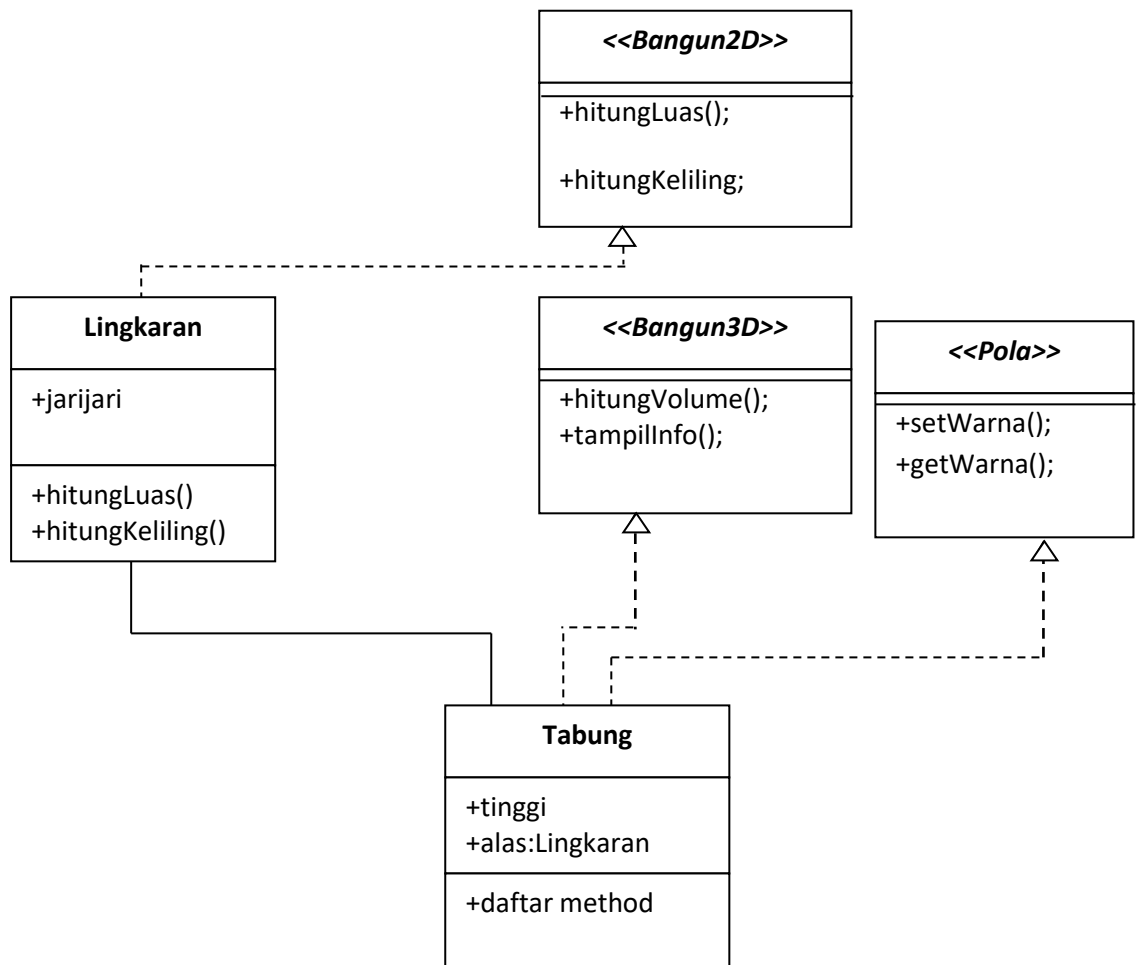 <<Bangun2D>>
+hitungLuas();
+hitungKeliling;
Lingkaran
+jarijari
+hitungLuas()
+hitungKeliling()
<<Bangun3D>>
+hitungVolume();
+tampilInfo();
<<Pola>>
+setWarna();
+getWarna();
Tabung
+tinggi
+alas:Lingkaran
+daftar method